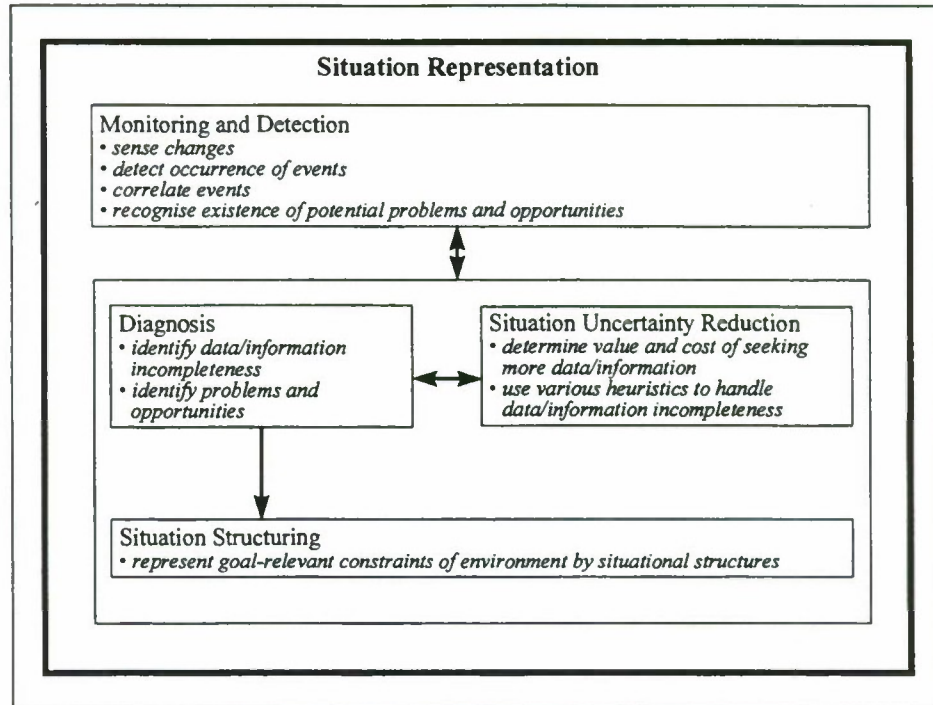 Situation Representation
Monitoring and Detection
• sense changes
• detect occurrence of events
• correlate events
• recognise existence of potential problems and opportunities
Diagnosis
• identify data/information
incompleteness
• identify problems and
opportunities
Situation Uncertainty Reduction
• determine value and cost of seeking
more data/information
• use various heuristics to handle
data/information incompleteness
Situation Structuring
• represent goal-relevant constraints of environment by situational structures